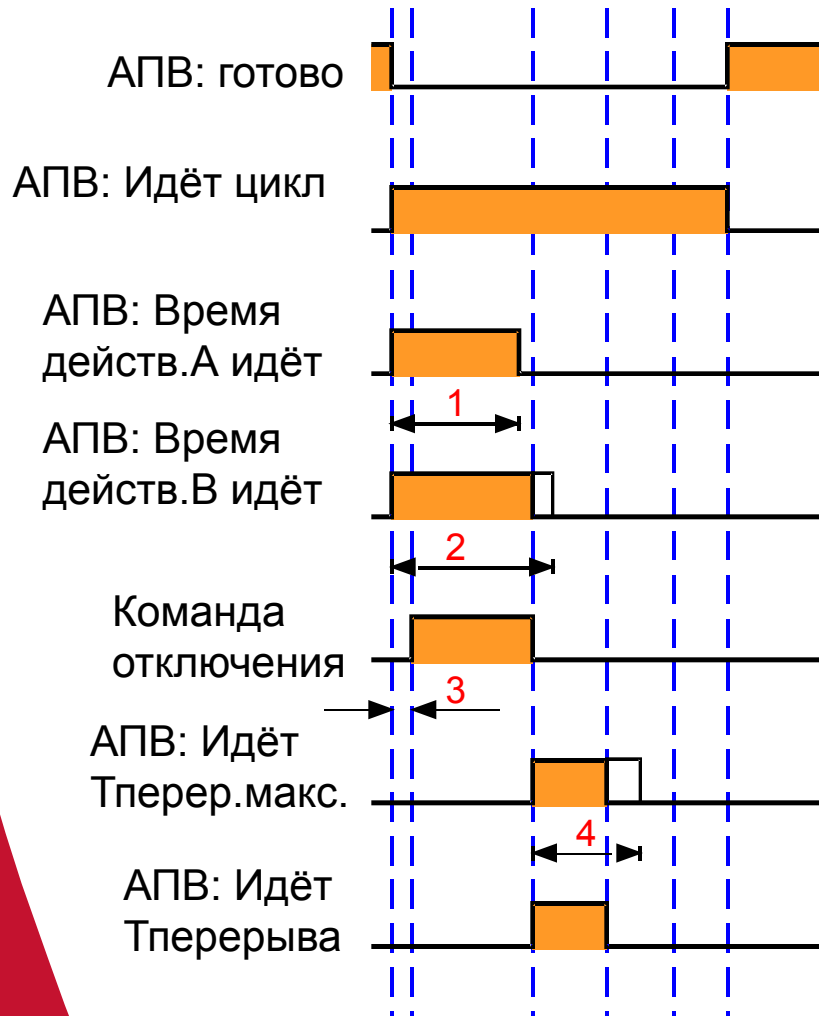 АПВ: готово
АПВ: Идёт цикл
АПВ: Время
действ.А идёт
1
АПВ: Время
действ.В идёт
2
Команда
отключения
3
АПВ: Идёт
Тперер.макс.
4
АПВ: Идёт
Тперерыва